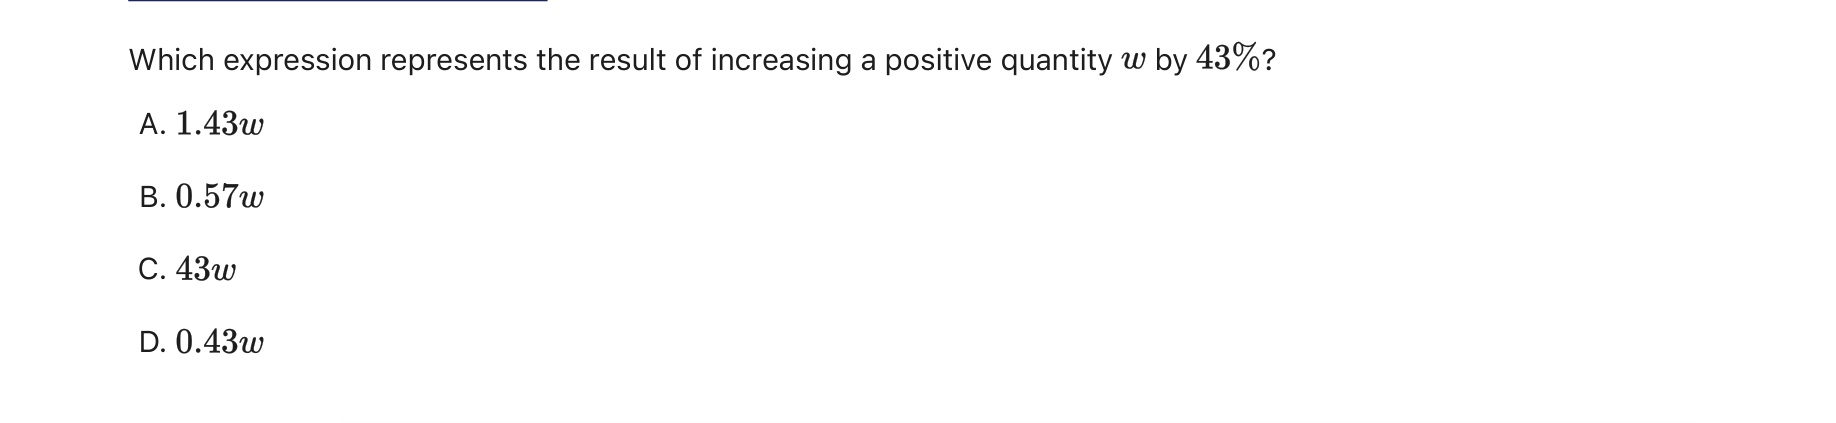 Which expression represents the result of increasing a positive quantity w by 43%?
A. 1.43w
B. 0.57w
C. 43w
D. 0.43w